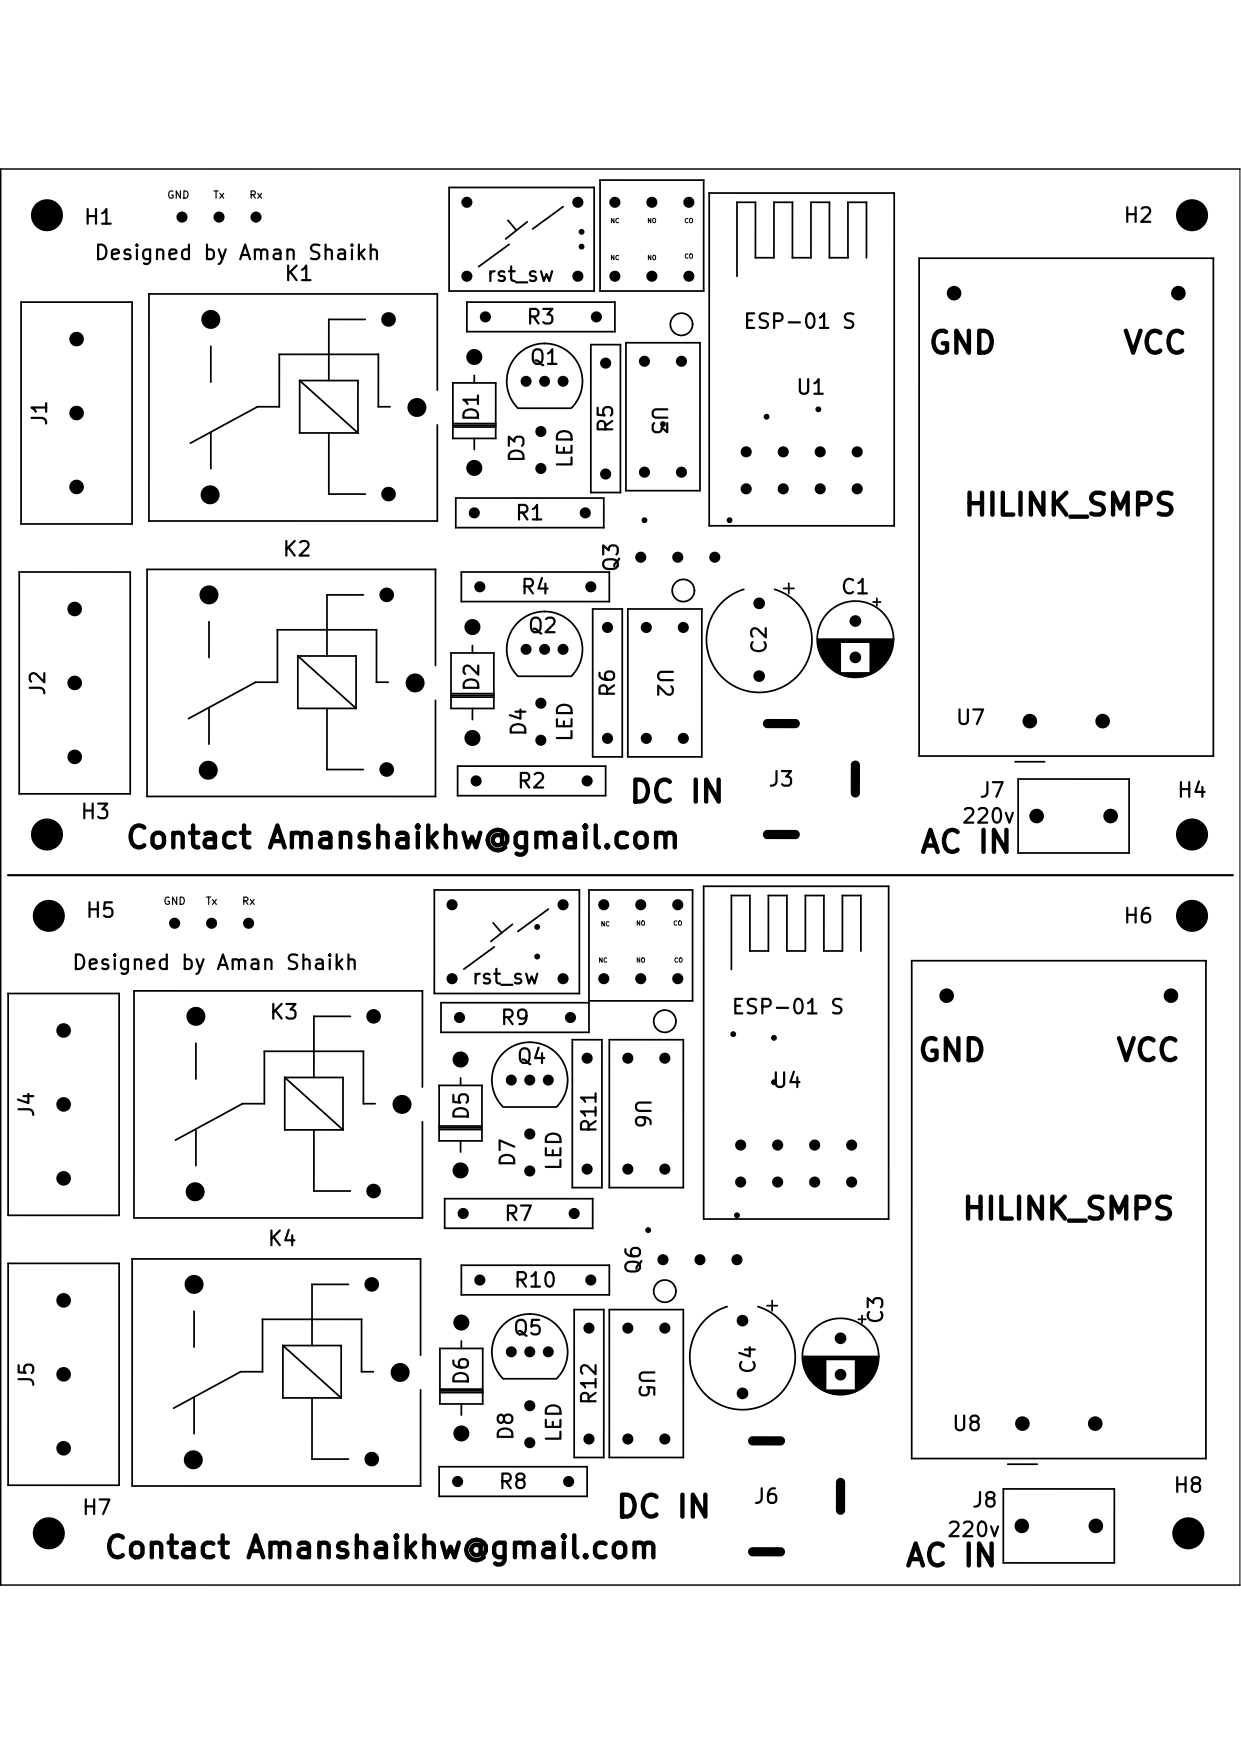 GND Tx Rx
H1
H2
Designed by Aman Shaikh
K1
NC NO CO
NC NO CO
rst_sw
R3
ESP-01 S
GND VCC
Q1
U1
J1
D1
R5
U3
D3
LED
HILINK_SMPS
R1
K2
Q3
R4
C1
+
+
Q2
C2
J2
D2
R6
U2
D4
LED
U7
R2
DC IN
J3
J7
H4
H3
220v
Contact Amanshaikhw@gmail.com
AC IN
GND Tx Rx
H5
H6
Designed by Aman Shaikh
NC NO CO
NC NO CO
rst_sw
K3
R9
ESP-01 S
GND VCC
Q4
U4
J4
D5
R11
U6
D7
LED
HILINK_SMPS
R7
K4
Q6
R10
C3
+
+
Q5
C4
J5
D6
R12
U5
D8
LED
U8
R8
H8
DC IN
J6
J8
H7
220v
Contact Amanshaikhw@gmail.com
AC IN